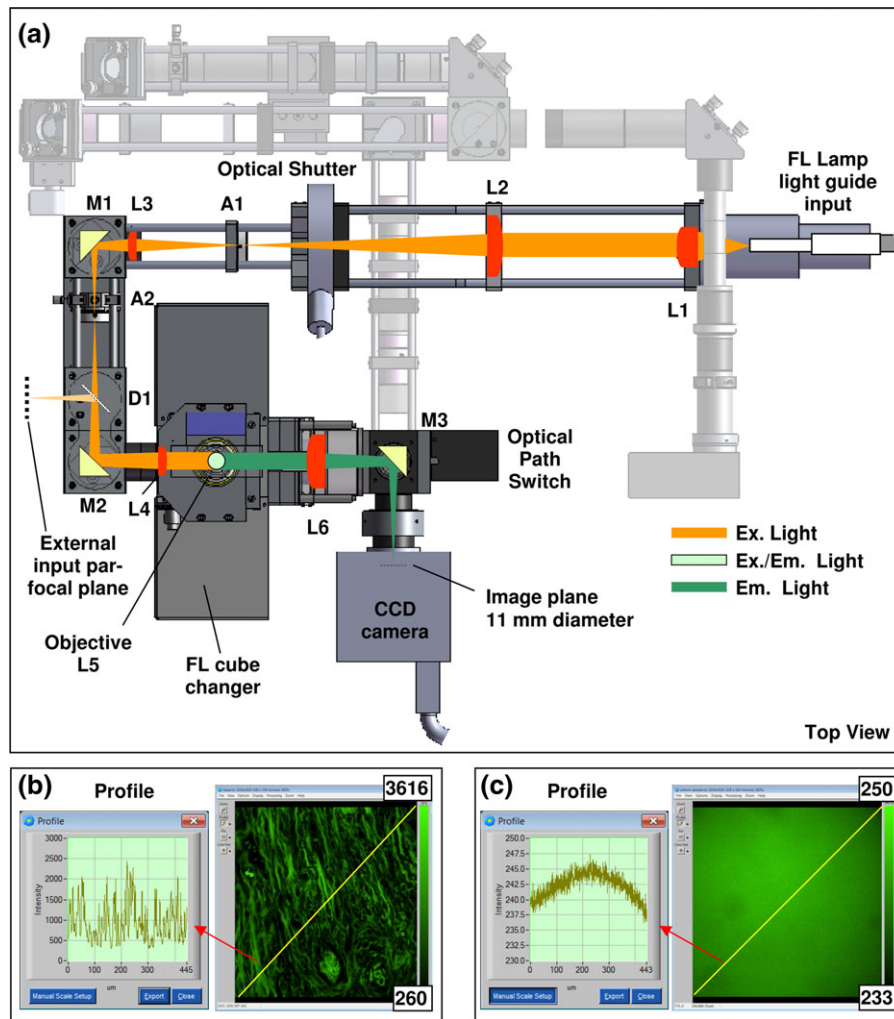 (a)
Optical Shutter
FL Lamp
light guide
input
M1
L3
A1
L2
A2
L1
D1
M3
Optical
Path
Switch
M2
L4
L6
External
input par-
focal plane
Ex. Light
Ex./Em. Light
Em. Light
Image plane
11 mm diameter
CCD
camera
Objective
L5
FL cube
changer
Top View
(b)
Profile
3616
Profile
Intensity
3000
2500
2000
1500
1000
500
0
0
100
200
300
445
um
Manual Scale Setup
Export
Close
260
(c)
Profile
250
Profile
Intensity
250.0
247.5
245.0
242.5
240.0
237.5
235.0
232.5
230.0
0
100
200
300
443
um
Manual Scale Setup
Export
Close
233